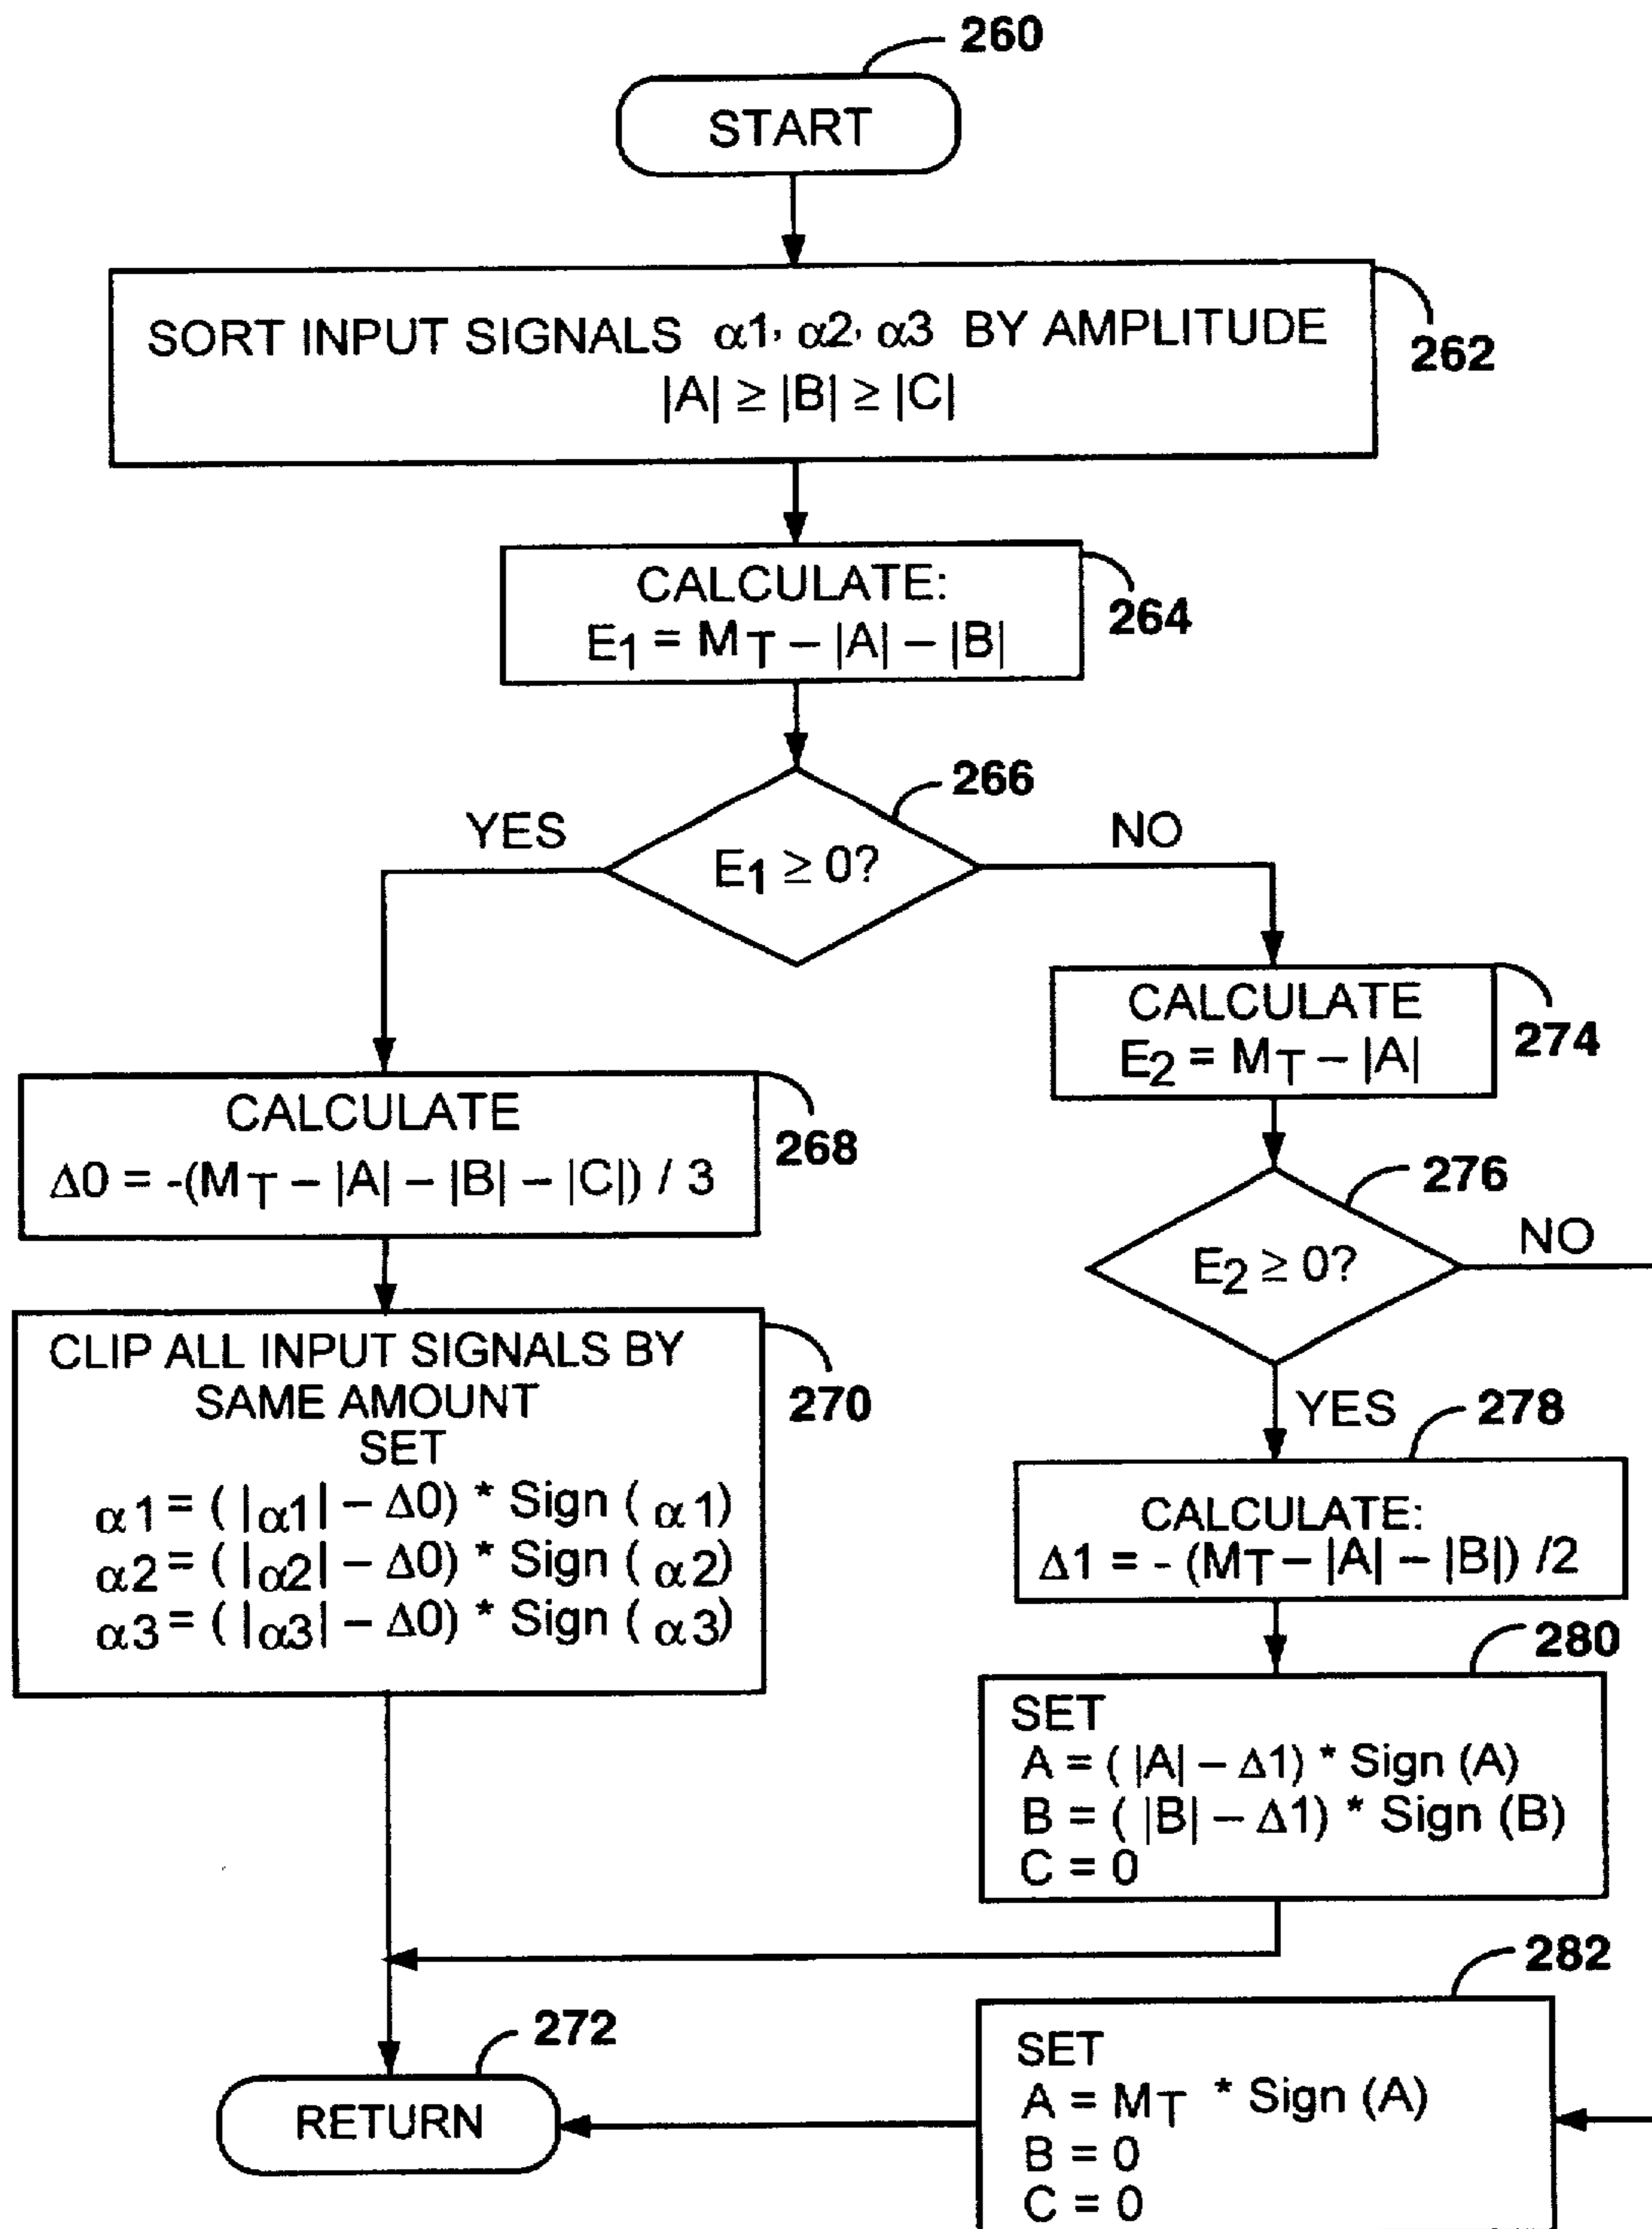 260
START
SORT INPUT SIGNALS α1, α2, α3 BY AMPLITUDE
|A| ≥ |B| ≥ |C|
262
CALCULATE:
E1 = MT – |A| – |B|
264
266
YES
E1 ≥ 0?
NO
CALCULATE
E2 = MT – |A|
274
CALCULATE
Δ0 = -(MT – |A| – |B| – |C|) / 3
268
276
E2 ≥ 0?
NO
CLIP ALL INPUT SIGNALS BY
SAME AMOUNT
SET
α1 = ( |α1| – Δ0) * Sign ( α1)
α2 = ( |α2| – Δ0) * Sign ( α2)
α3 = ( |α3| – Δ0) * Sign ( α3)
270
YES
278
CALCULATE:
Δ1 = - (MT – |A| – |B|) /2
280
SET
A = ( |A| – Δ1) * Sign (A)
B = ( |B| – Δ1) * Sign (B)
C = 0
282
272
RETURN
SET
A = MT * Sign (A)
B = 0
C = 0